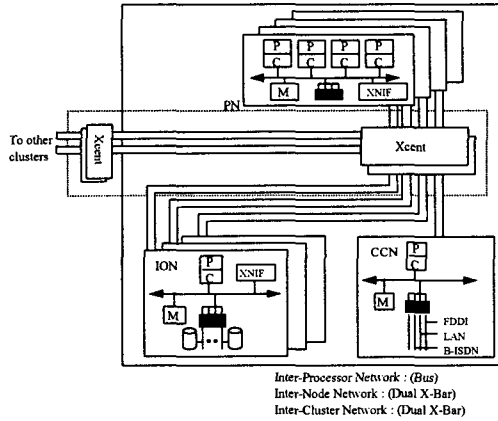 P P P P
C C C C
M XNIF
PN
To other
clusters
Xcent
Xcent
ION
P
C
XNIF
M
CCN
P
C
M
FDDI
LAN
B-ISDN
Inter-Processor Network : (Bus)
Inter-Node Network : (Dual X-Bar)
Inter-Cluster Network : (Dual X-Bar)